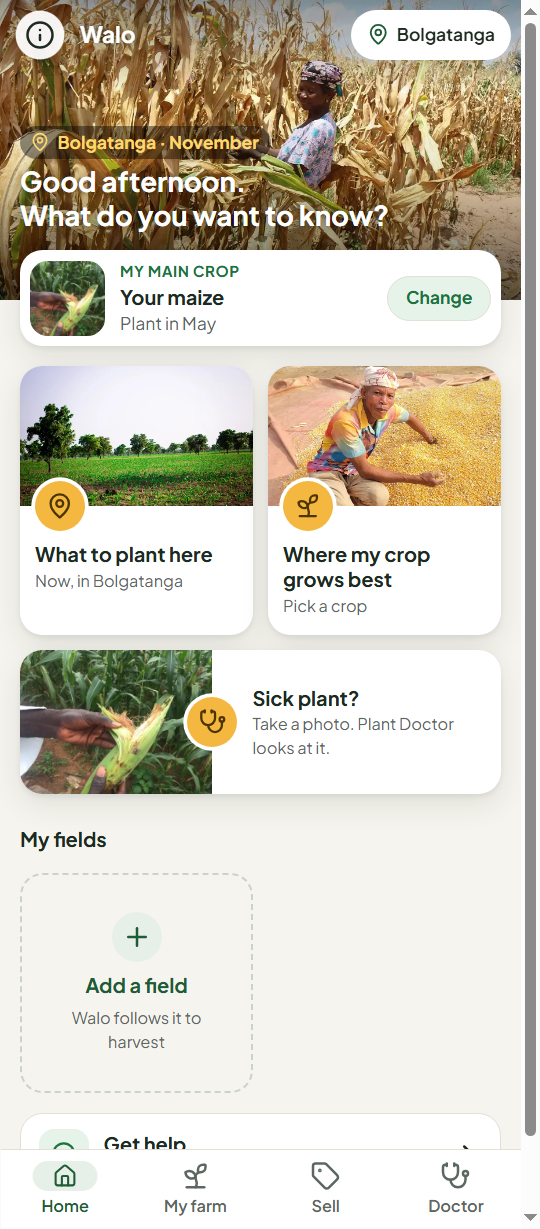 Walo
Bolgatanga
Bolgatanga · November
Good afternoon.
What do you want to know?
MY MAIN CROP
Your maize
Plant in May
Change
What to plant here
Now, in Bolgatanga
Where my crop
grows best
Pick a crop
Sick plant?
Take a photo. Plant Doctor
looks at it.
My fields
Add a field
Walo follows it to
harvest
Get help
Home
My farm
Sell
Doctor